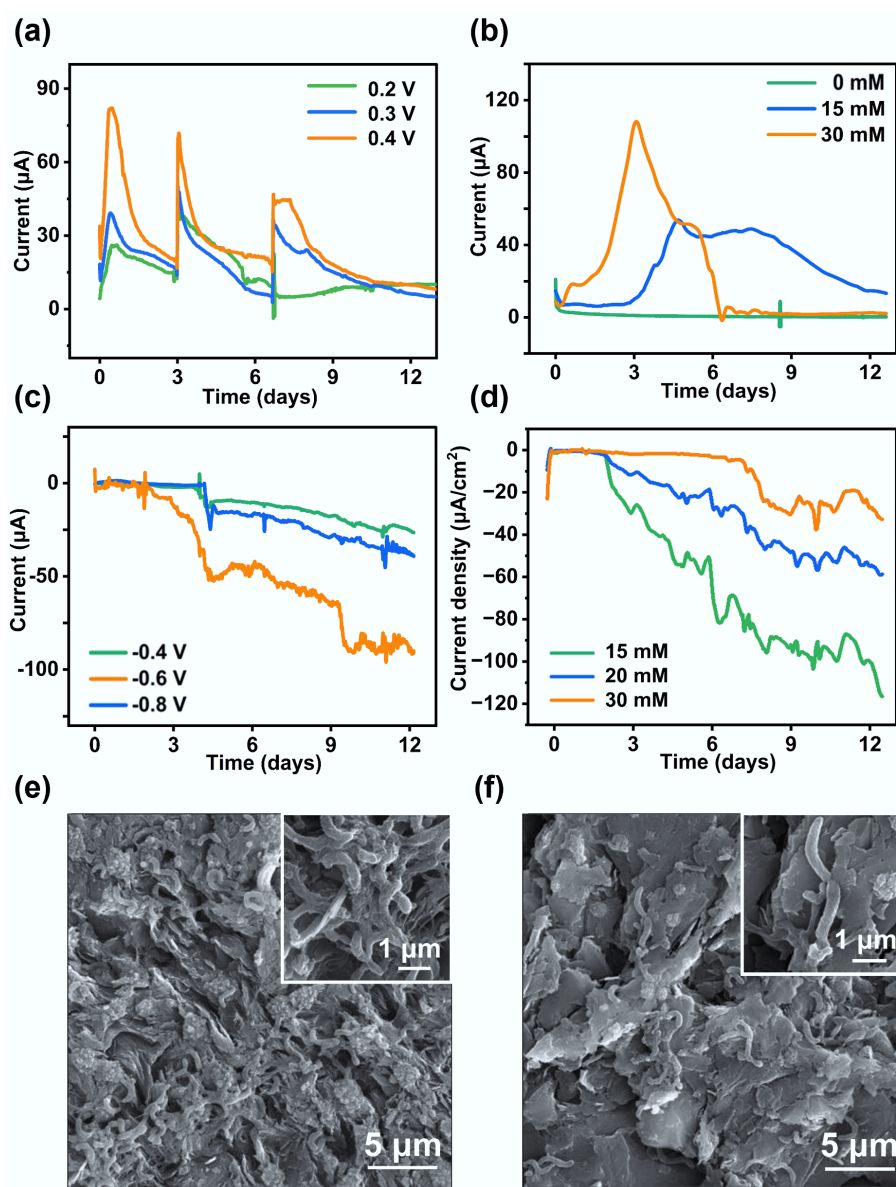 (a)
90
60
30
0
Current (μA)
0.2 V
0.3 V
0.4 V
0
3
6
9
12
Time (days)
(b)
120
80
40
0
Current (μA)
0 mM
15 mM
30 mM
0
3
6
9
12
Time (days)
(c)
0
-50
-100
Current (μA)
-0.4 V
-0.6 V
-0.8 V
0
3
6
9
12
Time (days)
(d)
0
−20
−40
−60
−80
−100
−120
Current density (μA/cm²)
15 mM
20 mM
30 mM
0
3
6
9
12
Time (days)
(e)
1 μm
5 μm
(f)
1 μm
5 μm